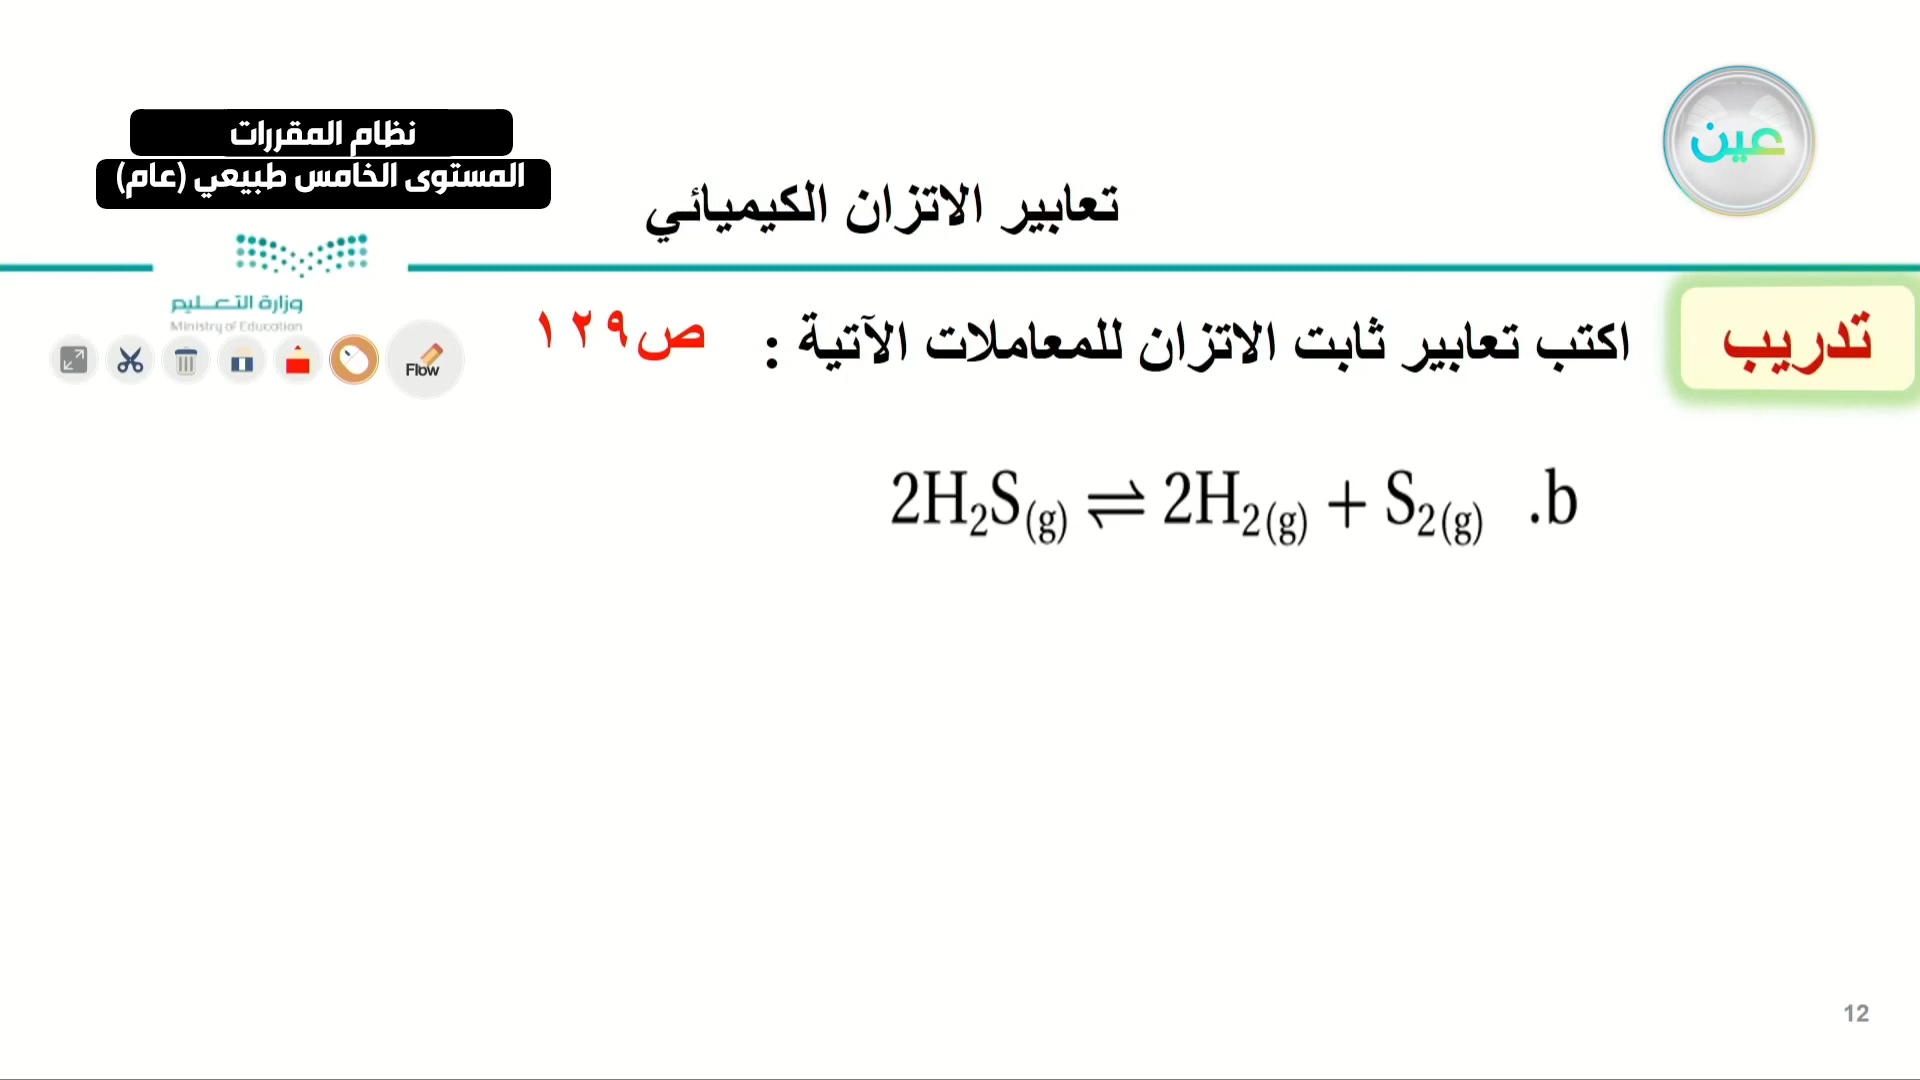 عين
نظام المقررات
المستوى الخامس طبيعي (عام)
تعابير الاتزان الكيميائي
وزارة التعليم
Ministry of Education
تدريب
اكتب تعابير ثابت الاتزان للمعاملات الآتية : ص١٢٩
Flow
2H₂S(g) ⇌ 2H₂(g) + S₂(g) .b
12